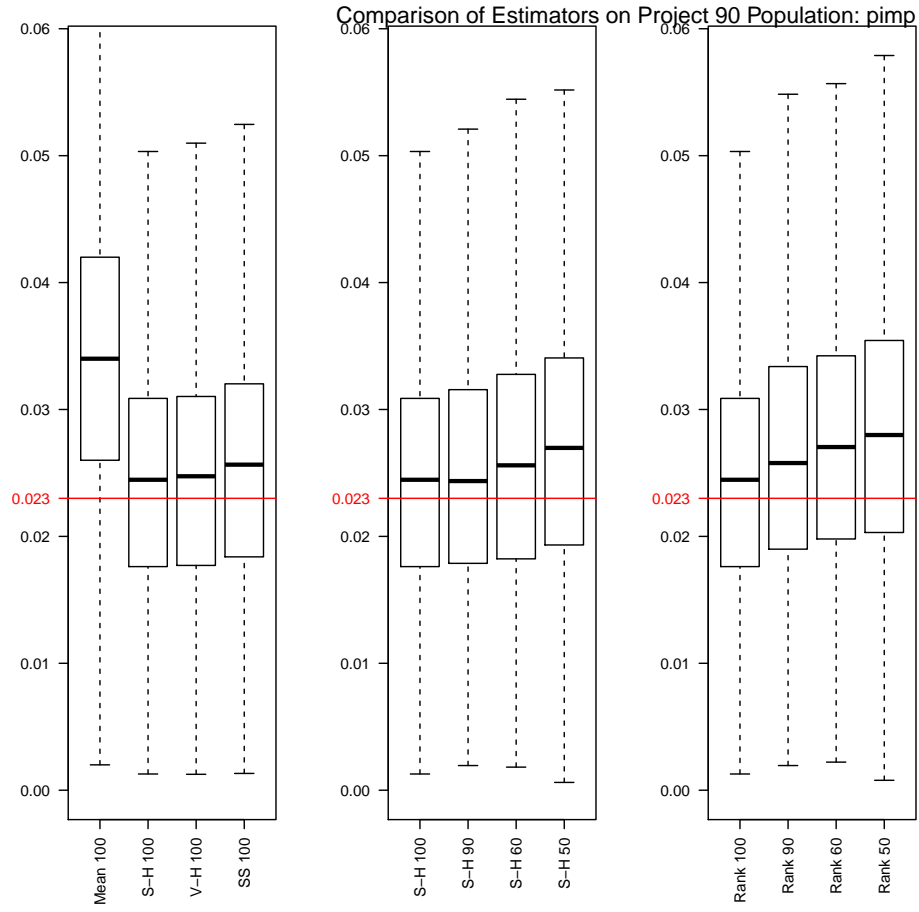 Comparison of Estimators on Project 90 Population: pimp
0.06
0.05
0.04
0.03
0.023
0.02
0.01
0.00
Mean 100
S−H 100
V−H 100
SS 100
0.06
0.05
0.04
0.03
0.023
0.02
0.01
0.00
S−H 100
S−H 90
S−H 60
S−H 50
0.06
0.05
0.04
0.03
0.023
0.02
0.01
0.00
Rank 100
Rank 90
Rank 60
Rank 50